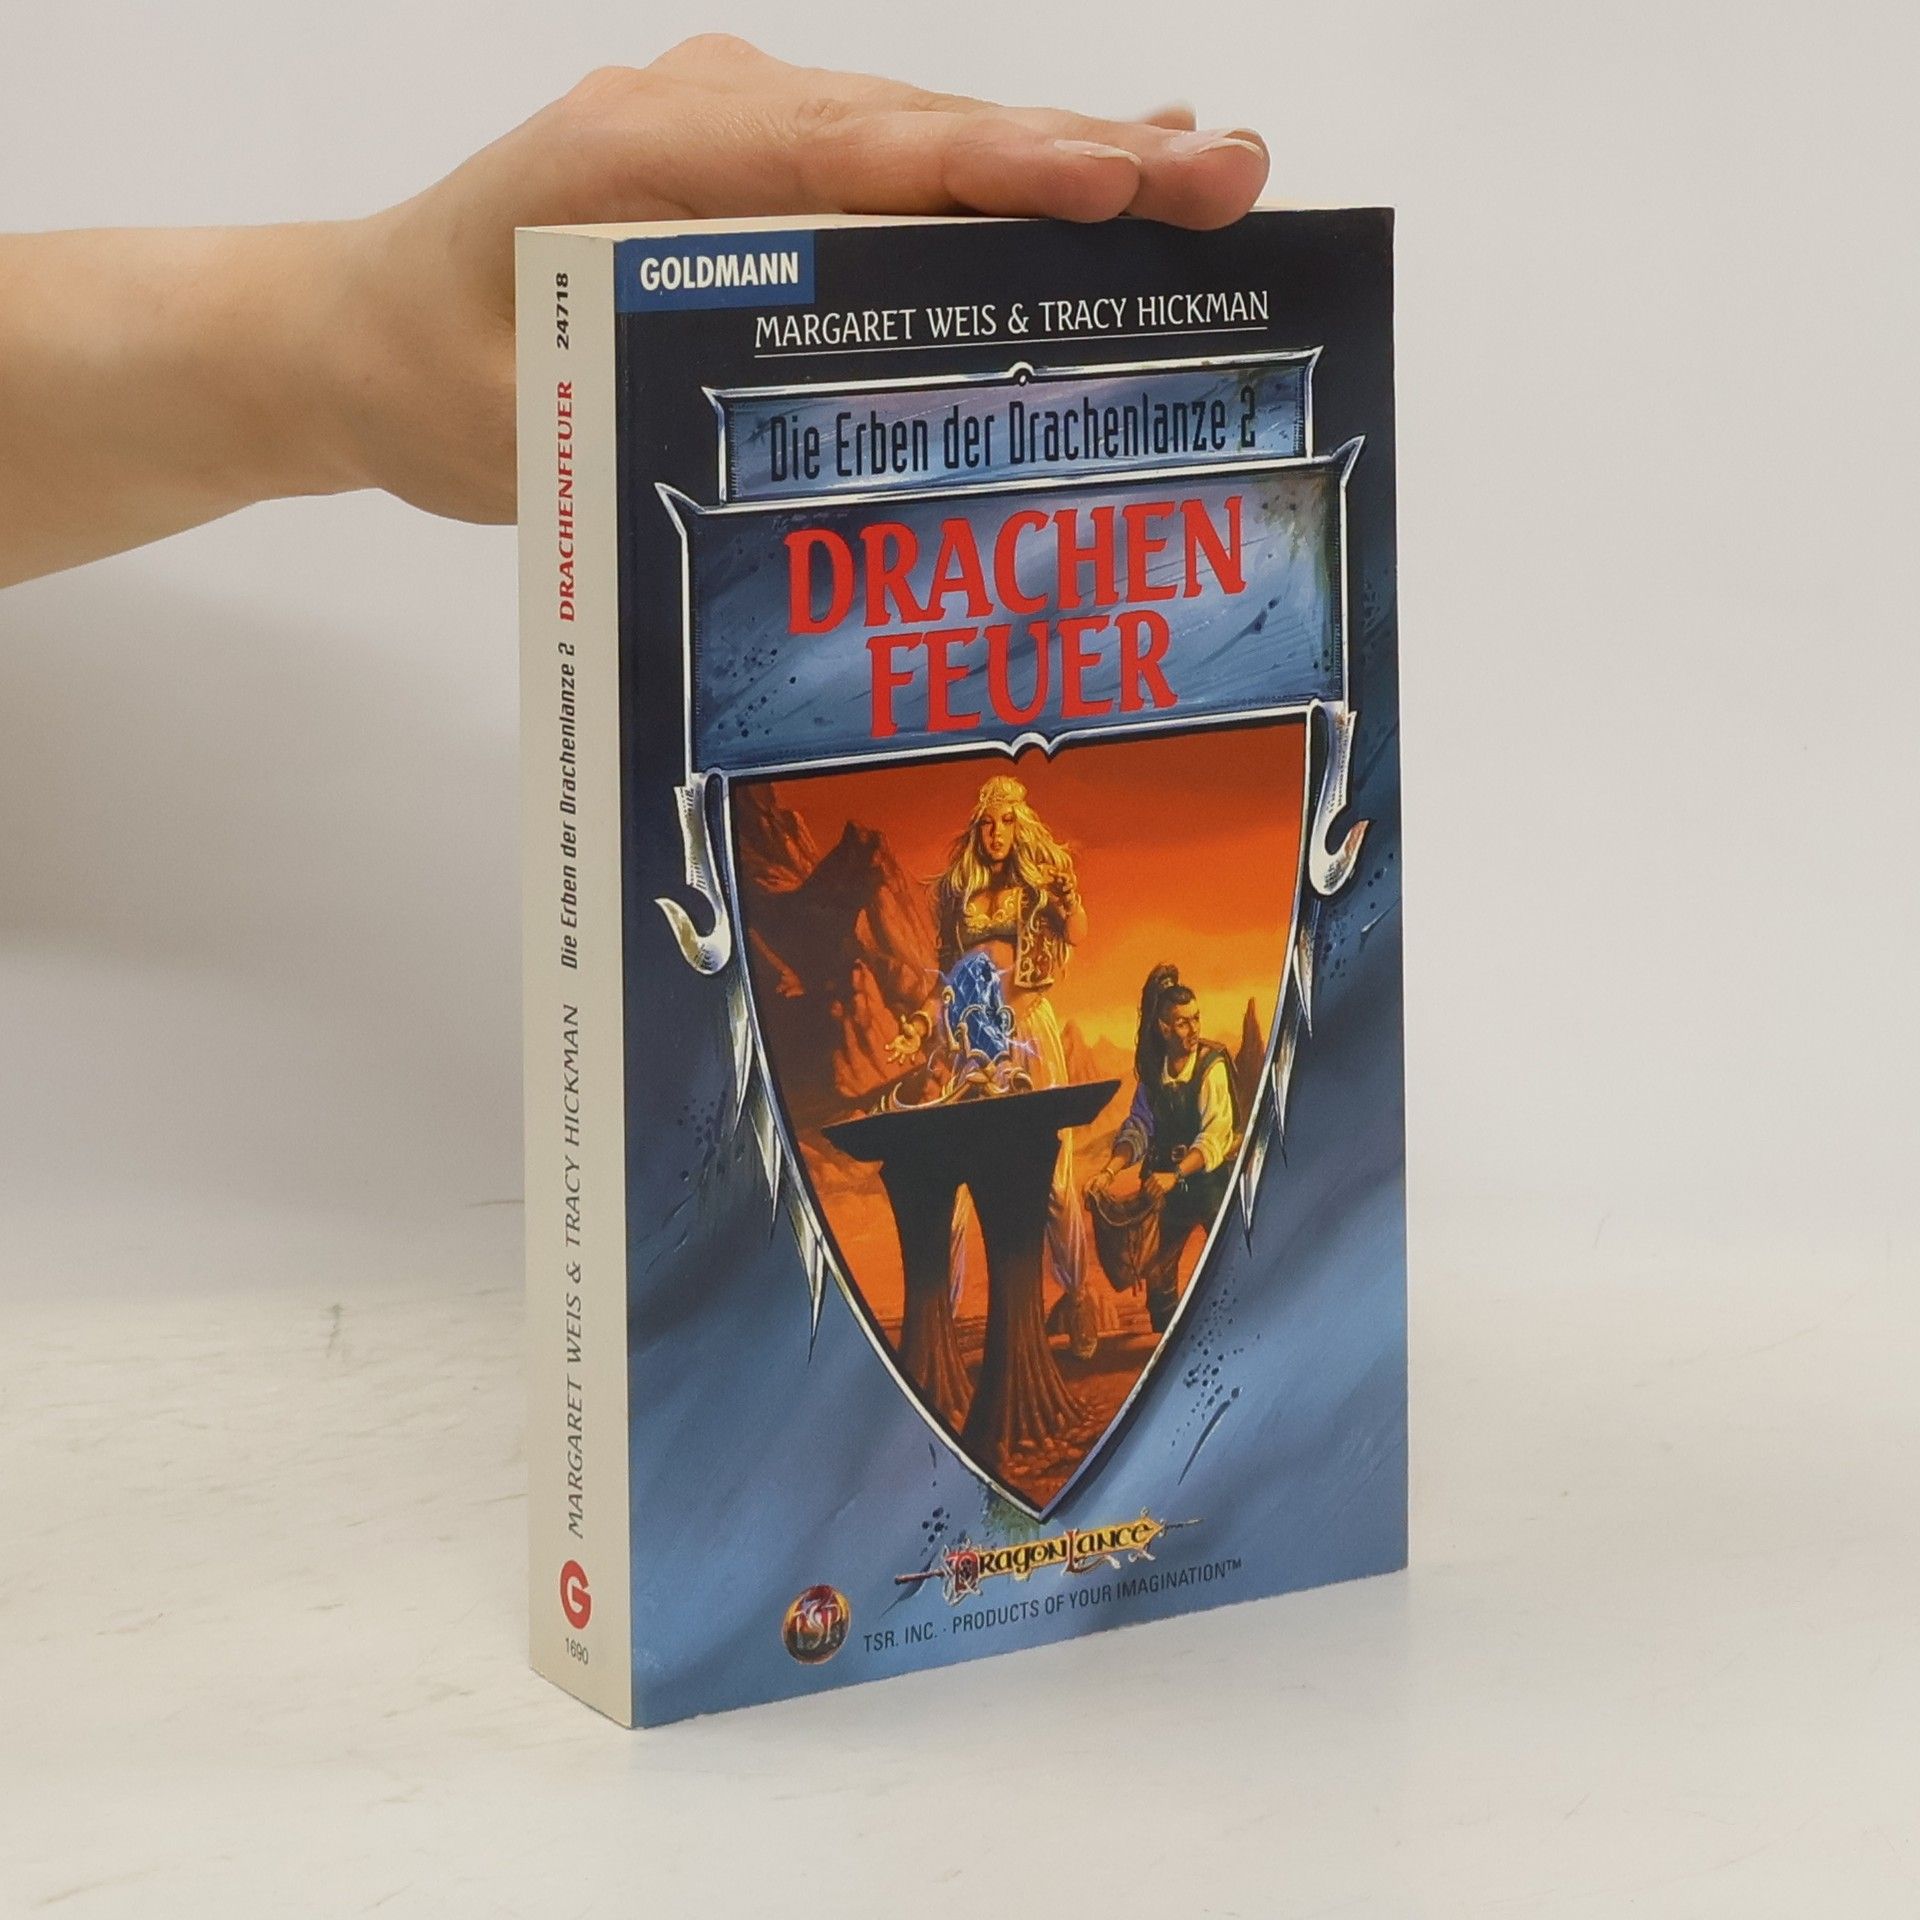 GOLDMANN
MARGARET WEIS & TRACY HICKMAN
Die Erben der Drachenlanze 2
DRACHEN
FEUER
DRAGONLANCE
TSR
TSR. INC. · PRODUCTS OF YOUR IMAGINATION™
MARGARET WEIS & TRACY HICKMAN Die Erben der Drachenlanze 2 DRACHENFEUER 24718
G
1690